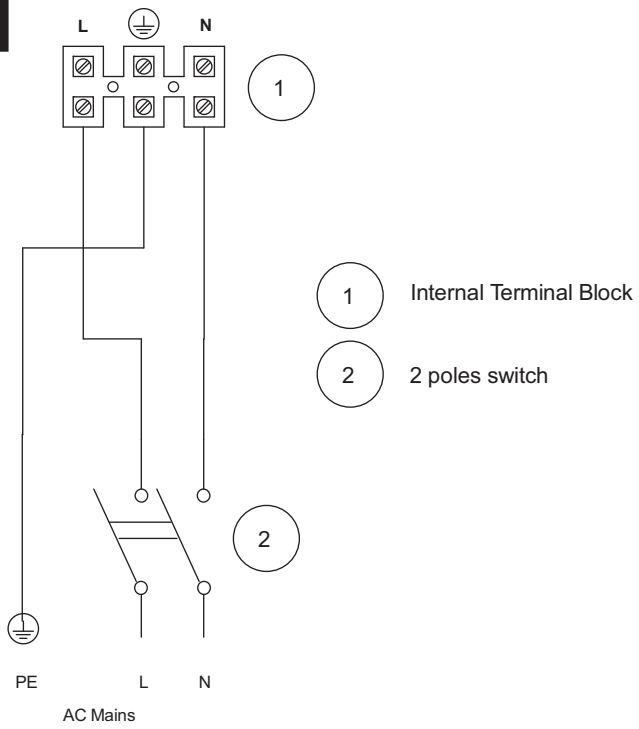 L N
1
1 Internal Terminal Block
2 2 poles switch
2
PE L N
AC Mains